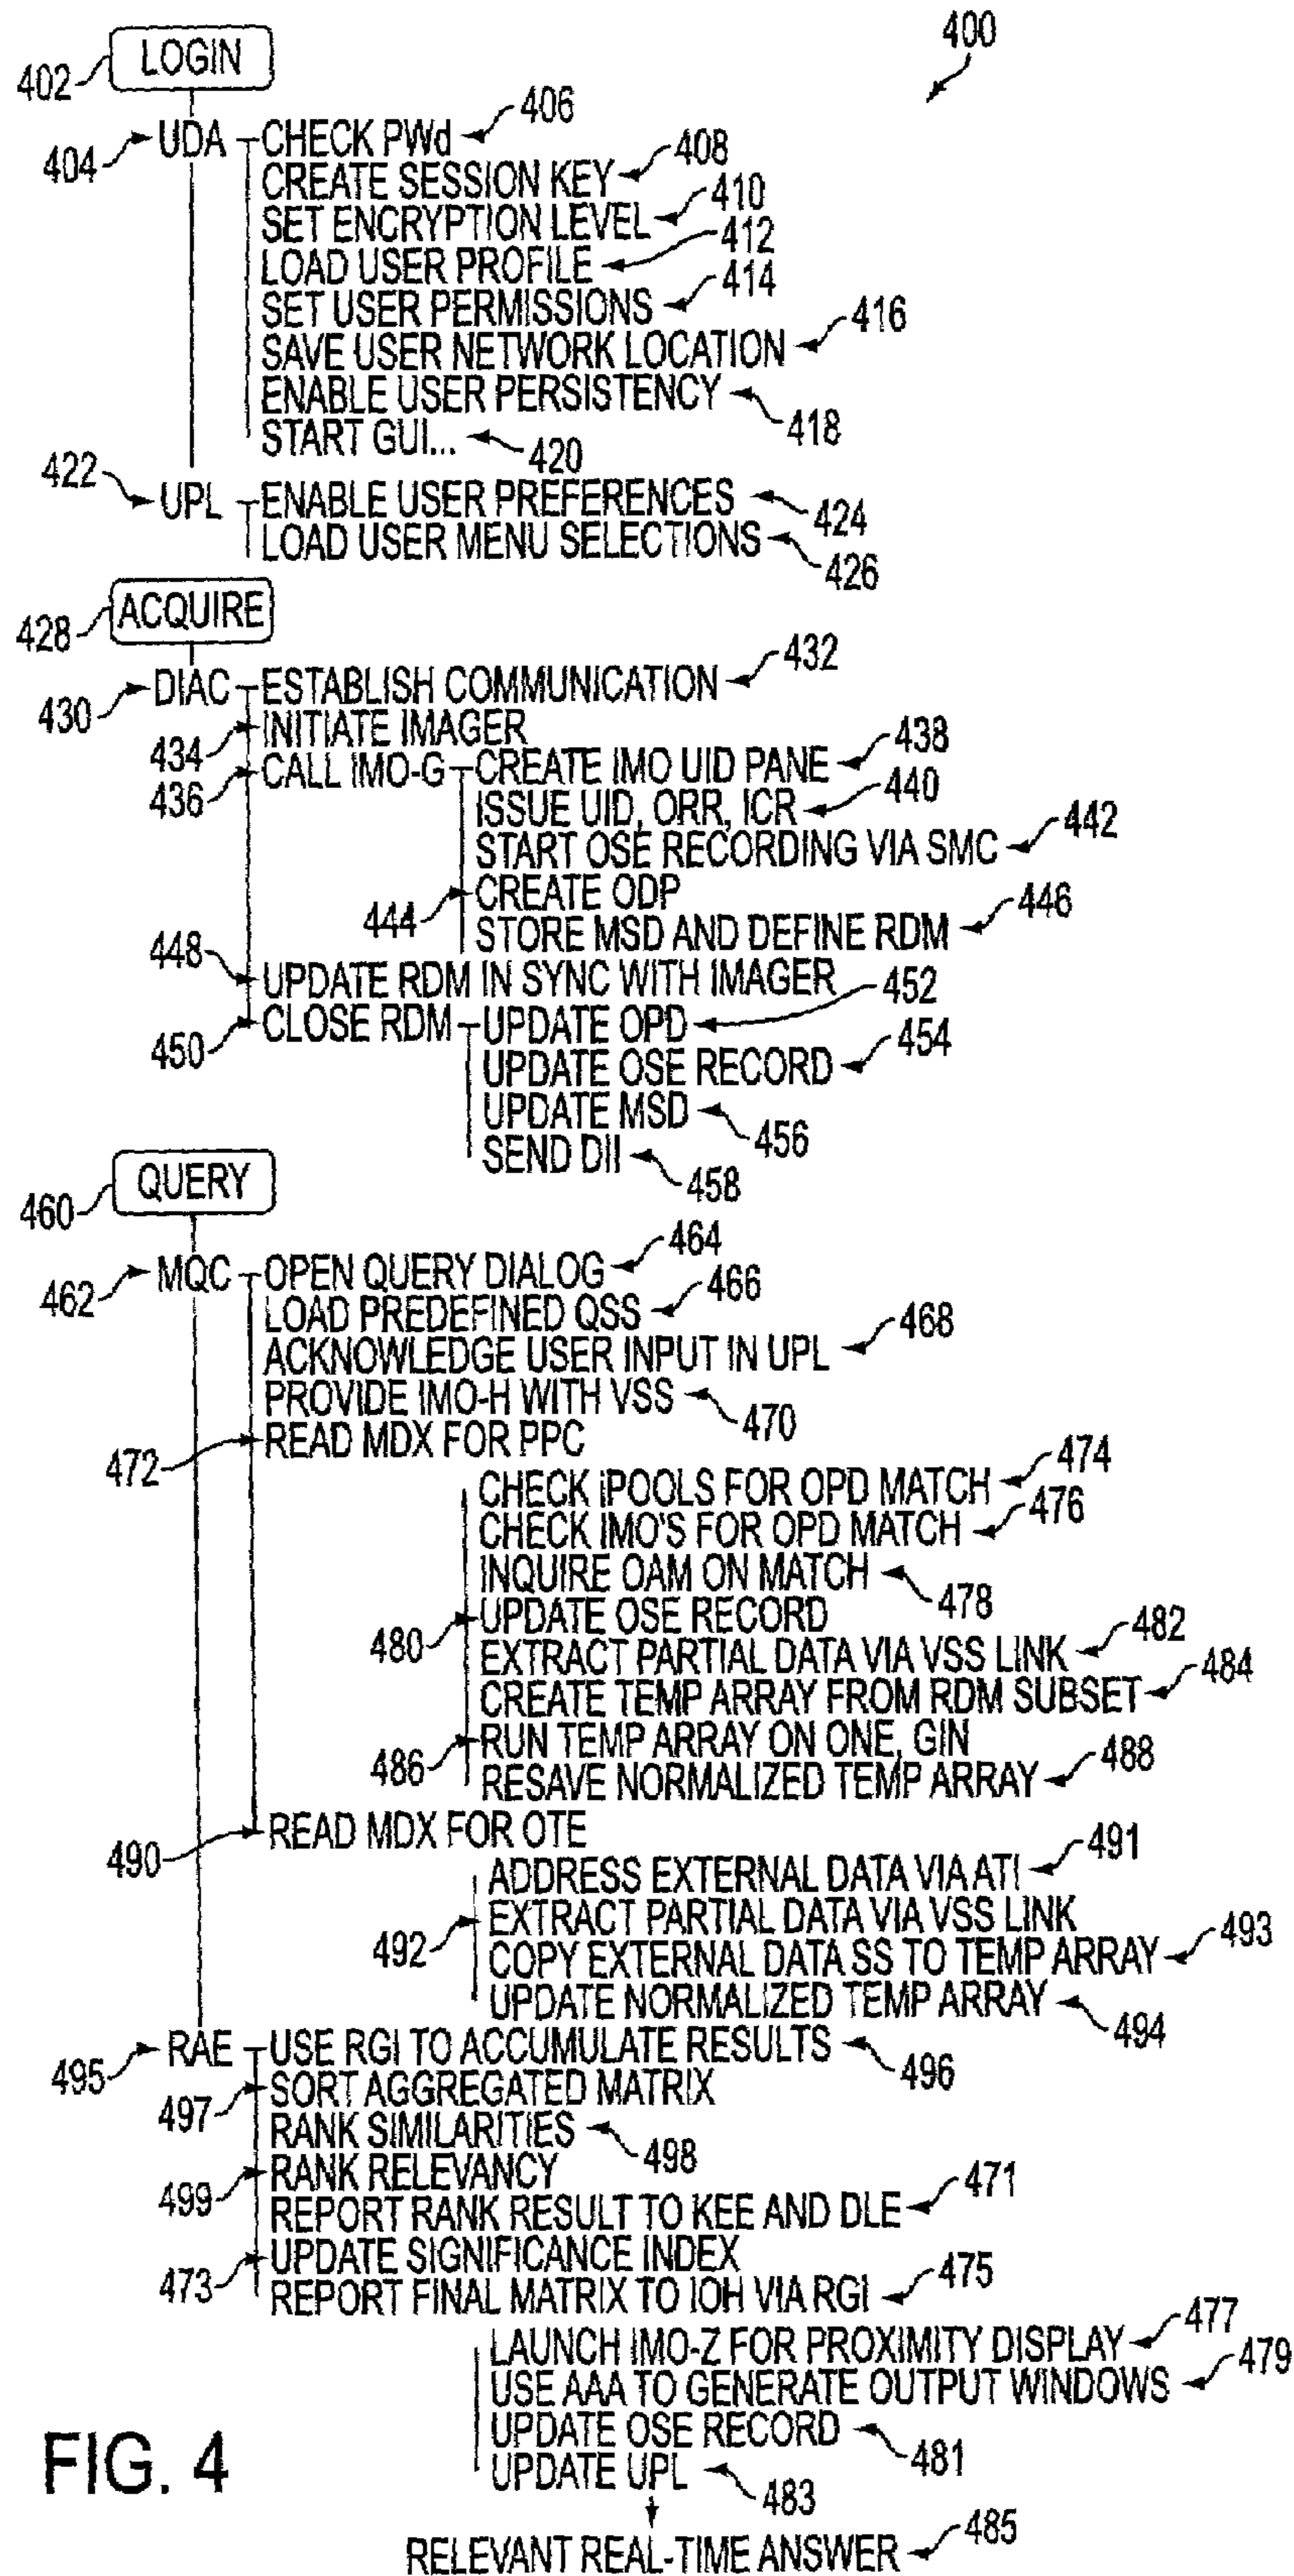 400
402 LOGIN
404 UDA CHECK PWd 406
CREATE SESSION KEY 408
SET ENCRYPTION LEVEL 410
LOAD USER PROFILE 412
SET USER PERMISSIONS 414
SAVE USER NETWORK LOCATION 416
ENABLE USER PERSISTENCY 418
START GUI... 420
422 UPL ENABLE USER PREFERENCES 424
LOAD USER MENU SELECTIONS 426
428 ACQUIRE
430 DIAC ESTABLISH COMMUNICATION 432
434 INITIATE IMAGER
436 CALL IMO-G CREATE IMO UID PANE 438
ISSUE UID, ORR, ICR 440
START OSE RECORDING VIA SMC 442
444 CREATE ODP
STORE MSD AND DEFINE RDM 446
448 UPDATE RDM IN SYNC WITH IMAGER
450 CLOSE RDM UPDATE OPD 452
UPDATE OSE RECORD 454
UPDATE MSD 456
SEND DII 458
460 QUERY
462 MQC OPEN QUERY DIALOG 464
LOAD PREDEFINED QSS 466
ACKNOWLEDGE USER INPUT IN UPL 468
PROVIDE IMO-H WITH VSS 470
472 READ MDX FOR PPC
CHECK iPOOLS FOR OPD MATCH 474
CHECK IMO'S FOR OPD MATCH 476
INQUIRE OAM ON MATCH 478
480 UPDATE OSE RECORD
EXTRACT PARTIAL DATA VIA VSS LINK 482
CREATE TEMP ARRAY FROM RDM SUBSET 484
486 RUN TEMP ARRAY ON ONE, GIN
RESAVE NORMALIZED TEMP ARRAY 488
490 READ MDX FOR OTE
ADDRESS EXTERNAL DATA VIA ATI 491
492 EXTRACT PARTIAL DATA VIA VSS LINK
COPY EXTERNAL DATA SS TO TEMP ARRAY 493
UPDATE NORMALIZED TEMP ARRAY 494
495 RAE USE RGI TO ACCUMULATE RESULTS 496
497 SORT AGGREGATED MATRIX
RANK SIMILARITIES 498
499 RANK RELEVANCY
REPORT RANK RESULT TO KEE AND DLE 471
473 UPDATE SIGNIFICANCE INDEX
REPORT FINAL MATRIX TO IOH VIA RGI 475
LAUNCH IMO-Z FOR PROXIMITY DISPLAY 477
USE AAA TO GENERATE OUTPUT WINDOWS 479
UPDATE OSE RECORD 481
UPDATE UPL 483
RELEVANT REAL-TIME ANSWER 485
FIG. 4